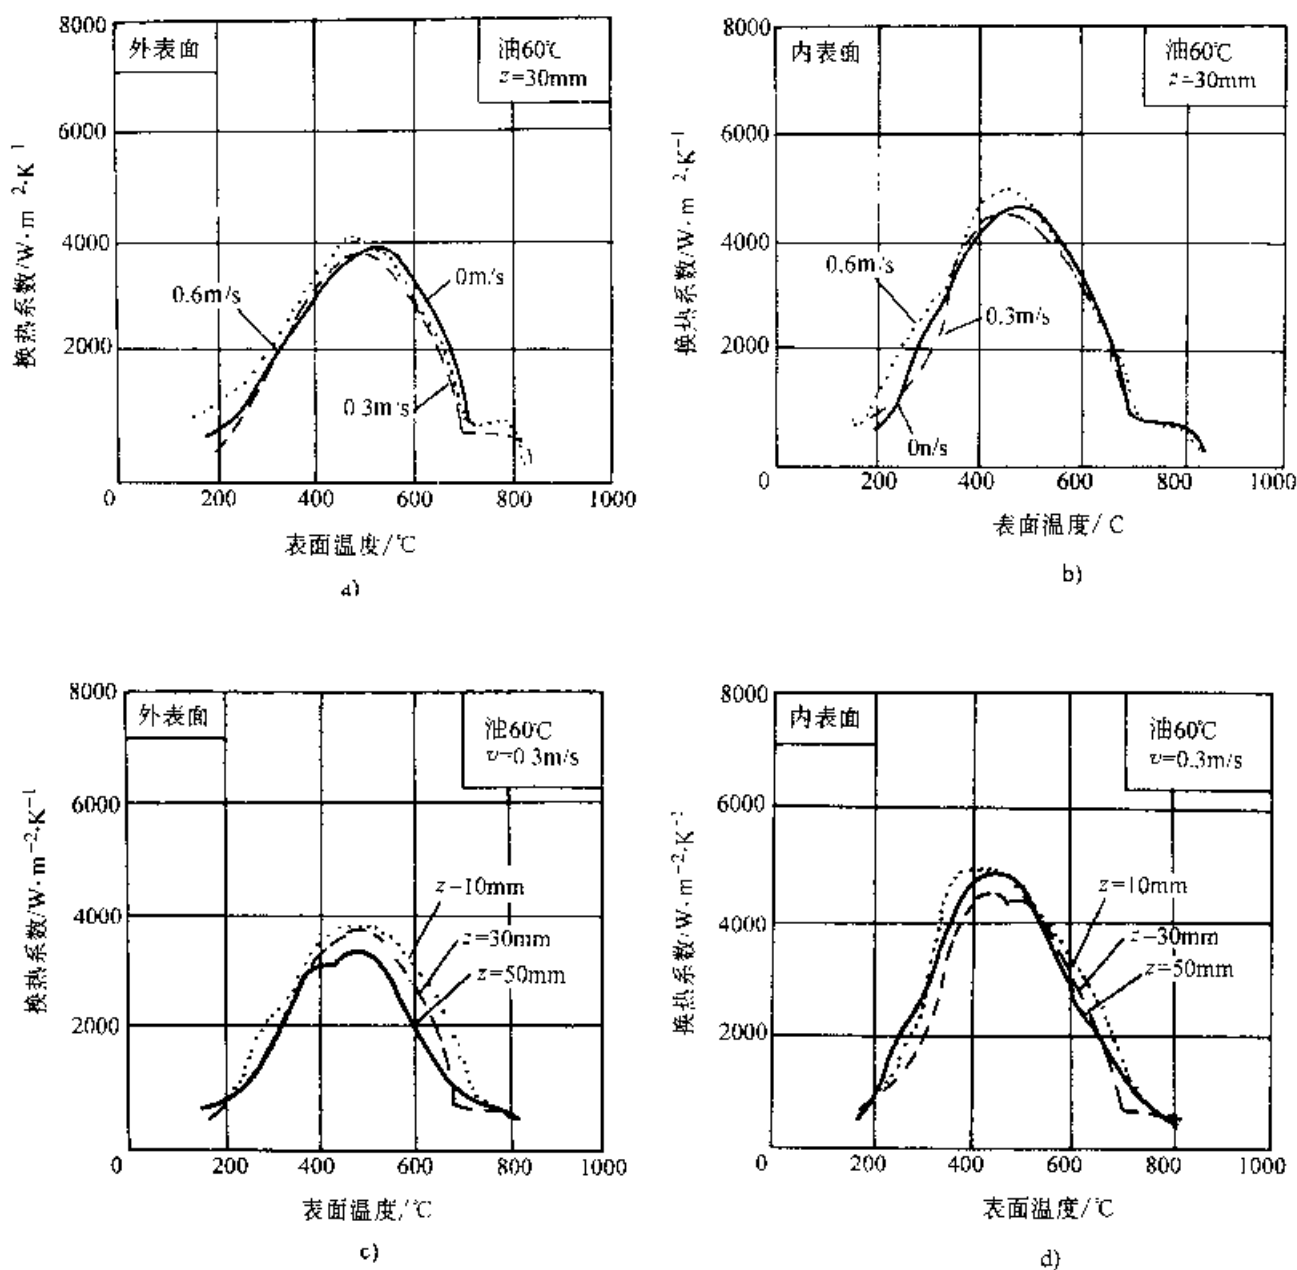 8000
6000
4000
2000
外表面
油60℃
z=30mm
0.6m/s
0m/s
0.3m/s
换热系数/W·m ²·K ¹
0
200
400
600
800
1000
表面温度/℃
a)
8000
6000
4000
2000
内表面
油60℃
z=30mm
0.6m/s
0.3m/s
0m/s
换热系数/W·m ²·K⁻¹
0
200
400
600
800
1000
表面温度/ C
b)
8000
6000
4000
2000
外表面
油60℃
v=0.3m/s
z=10mm
z=30mm
z=50mm
换热系数/W·m⁻²·K⁻¹
0
200
400
600
800
1000
表面温度/℃
c)
8000
6000
4000
2000
内表面
油60℃
v=0.3m/s
z=10mm
z=30mm
z=50mm
换热系数/W·m⁻²·K⁻¹
0
200
400
600
800
1000
表面温度/℃
d)